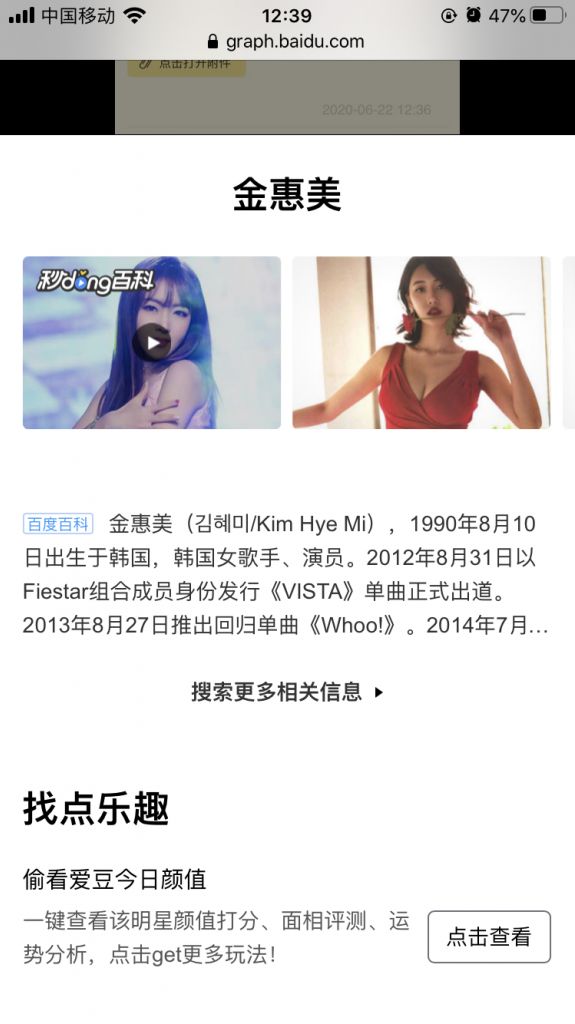 中国移动 12:39 47%
graph.baidu.com
点击打开附件
2020-06-22 12:36
金惠美
秒dong百科
百度百科 金惠美（김혜미/Kim Hye Mi），1990年8月10
日出生于韩国，韩国女歌手、演员。2012年8月31日以
Fiestar组合成员身份发行《VISTA》单曲正式出道。
2013年8月27日推出回归单曲《Whoo!》。2014年7月...
搜索更多相关信息
找点乐趣
偷看爱豆今日颜值
一键查看该明星颜值打分、面相评测、运
势分析，点击get更多玩法！
点击查看